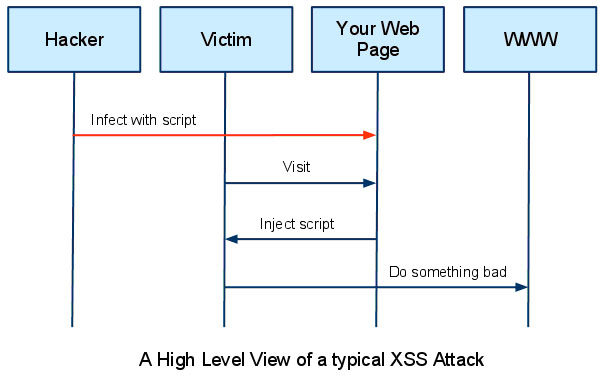 Hacker
Victim
Your Web
Page
WWW
Infect with script
Visit
Inject script
Do something bad
A High Level View of a typical XSS Attack